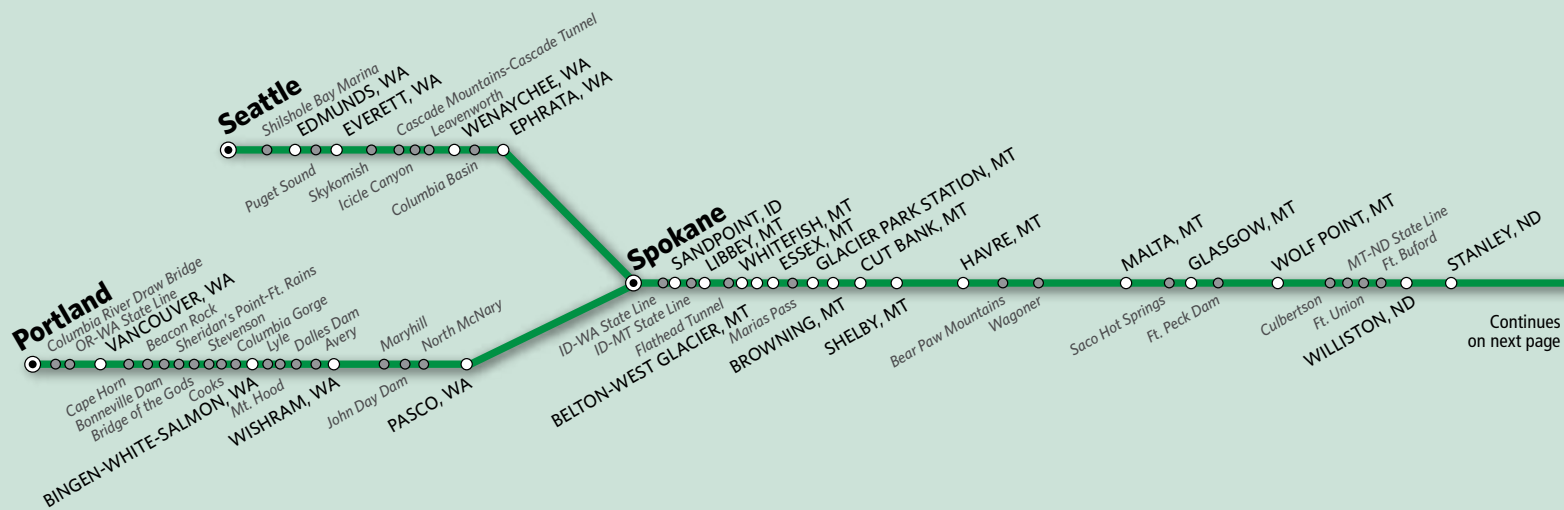 Seattle
Shilshole Bay Marina
EDMUNDS, WA
Puget Sound
EVERETT, WA
Skykomish
Cascade Mountains-Cascade Tunnel
Icicle Canyon
Leavenworth
WENAYCHEE, WA
Columbia Basin
EPHRATA, WA
Portland
Columbia River Draw Bridge
OR-WA State Line
VANCOUVER, WA
Cape Horn
Beacon Rock
Bonneville Dam
Sheridan's Point-Ft. Rains
Bridge of the Gods
Stevenson
Cooks
Columbia Gorge
BINGEN-WHITE-SALMON, WA
Lyle
Mt. Hood
Dalles Dam
Avery
WISHRAM, WA
Maryhill
John Day Dam
North McNary
PASCO, WA
Spokane
ID-WA State Line
SANDPOINT, ID
ID-MT State Line
LIBBEY, MT
Flathead Tunnel
WHITEFISH, MT
BELTON-WEST GLACIER, MT
ESSEX, MT
Marias Pass
GLACIER PARK STATION, MT
BROWNING, MT
CUT BANK, MT
SHELBY, MT
HAVRE, MT
Bear Paw Mountains
Wagoner
MALTA, MT
Saco Hot Springs
GLASGOW, MT
Ft. Peck Dam
WOLF POINT, MT
Culbertson
MT-ND State Line
Ft. Union
Ft. Buford
WILLISTON, ND
STANLEY, ND
Continues
on next page